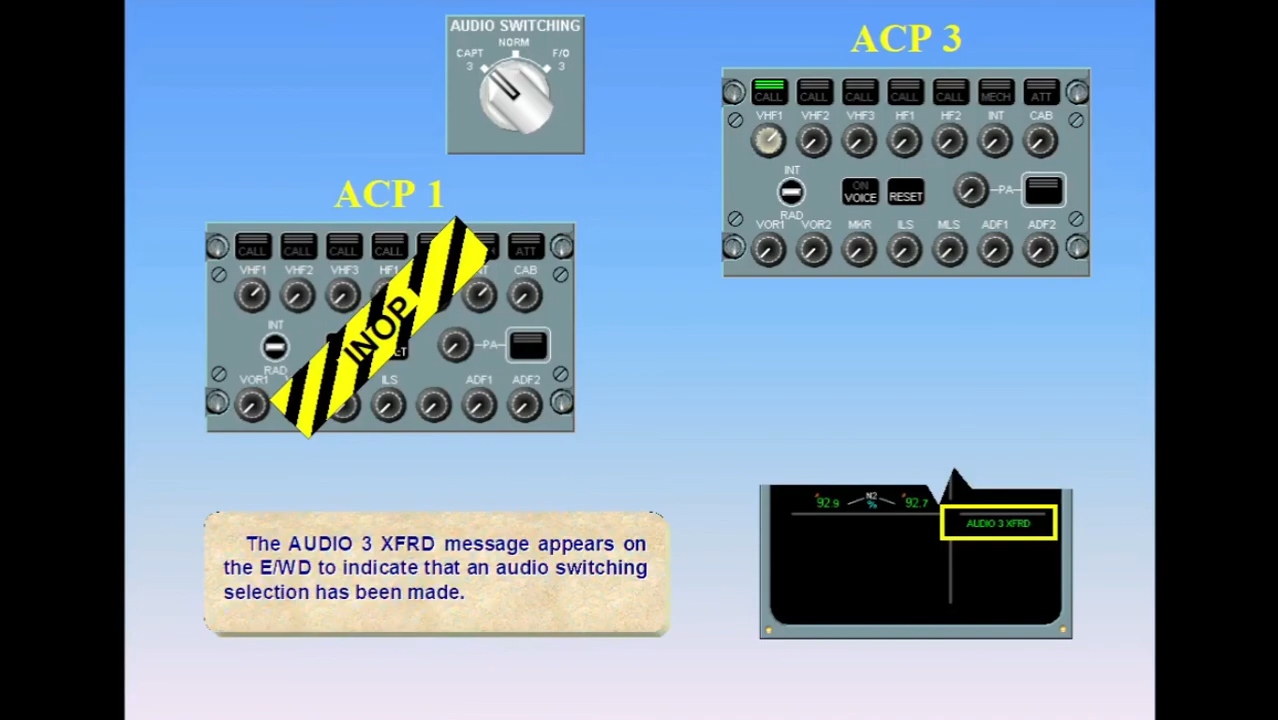 AUDIO SWITCHING
NORM
CAPT F/O
3 3
ACP 3
CALL CALL CALL CALL CALL MECH ATT
VHF1 VHF2 VHF3 HF1 HF2 INT CAB
INT
ON
VOICE RESET PA
RAD
VOR1 VOR2 MKR ILS MLS ADF1 ADF2
ACP 1
CALL CALL CALL CALL ATT
VHF1 VHF2 VHF3 HF1 CAB
INT
INOP
PA
RAD
VOR1 ILS ADF1 ADF2
92.9 N2 92.7
%
AUDIO 3 XFRD
The AUDIO 3 XFRD message appears on
the E/WD to indicate that an audio switching
selection has been made.